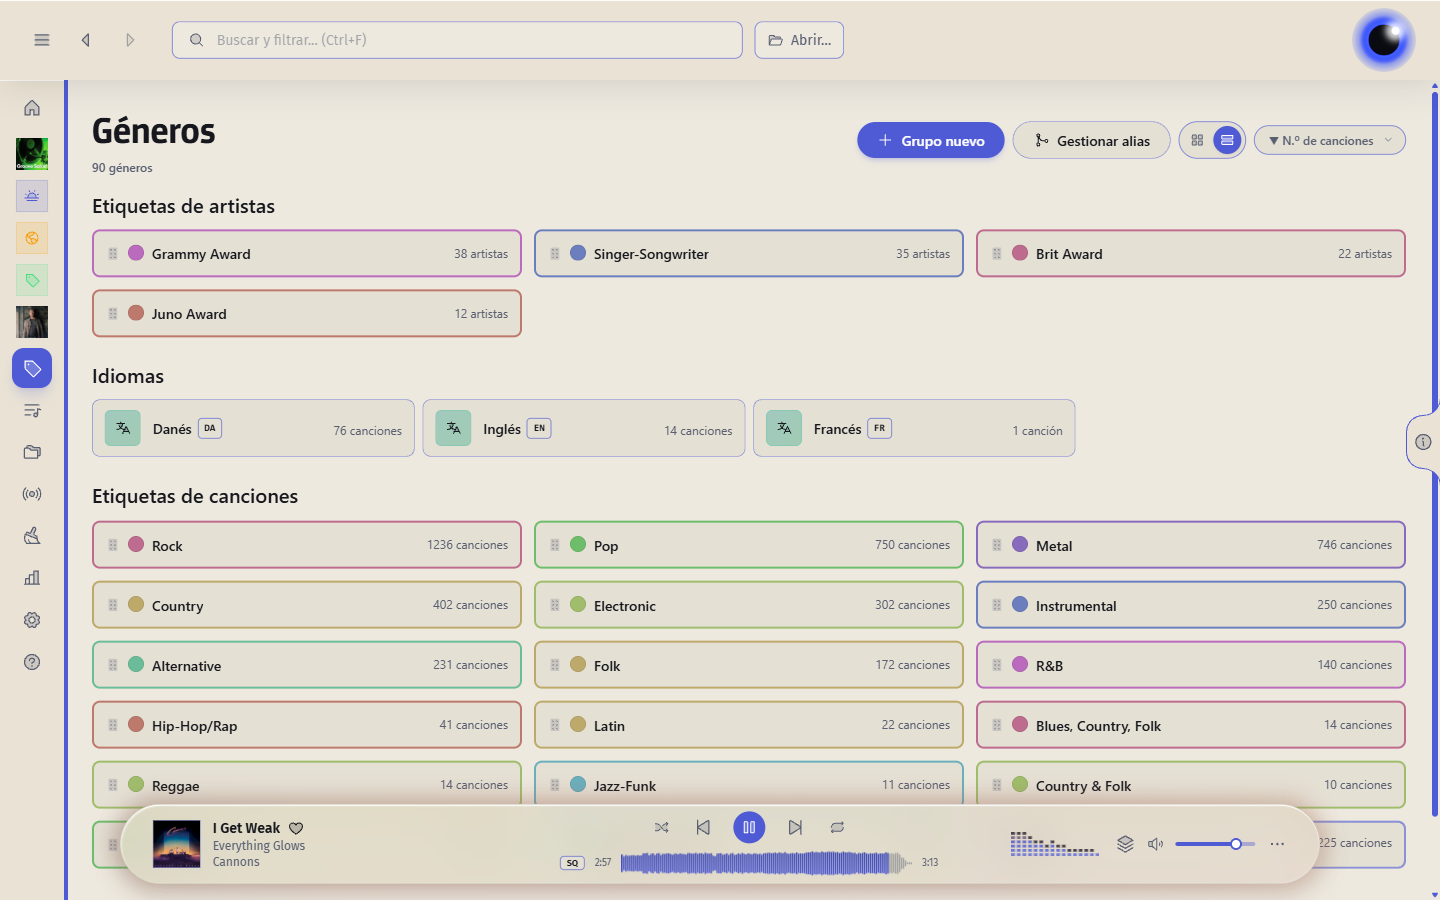 Buscar y filtrar... (Ctrl+F)
Abrir...
Géneros
90 géneros
Grupo nuevo
Gestionar alias
▼ N.º de canciones
Etiquetas de artistas
Grammy Award
38 artistas
Singer-Songwriter
35 artistas
Brit Award
22 artistas
Juno Award
12 artistas
Idiomas
Danés DA
76 canciones
Inglés EN
14 canciones
Francés FR
1 canción
Etiquetas de canciones
Rock
1236 canciones
Pop
750 canciones
Metal
746 canciones
Country
402 canciones
Electronic
302 canciones
Instrumental
250 canciones
Alternative
231 canciones
Folk
172 canciones
R&B
140 canciones
Hip-Hop/Rap
41 canciones
Latin
22 canciones
Blues, Country, Folk
14 canciones
Reggae
14 canciones
Jazz-Funk
11 canciones
Country & Folk
10 canciones
225 canciones
I Get Weak
Everything Glows
Cannons
SQ
2:57
3:13